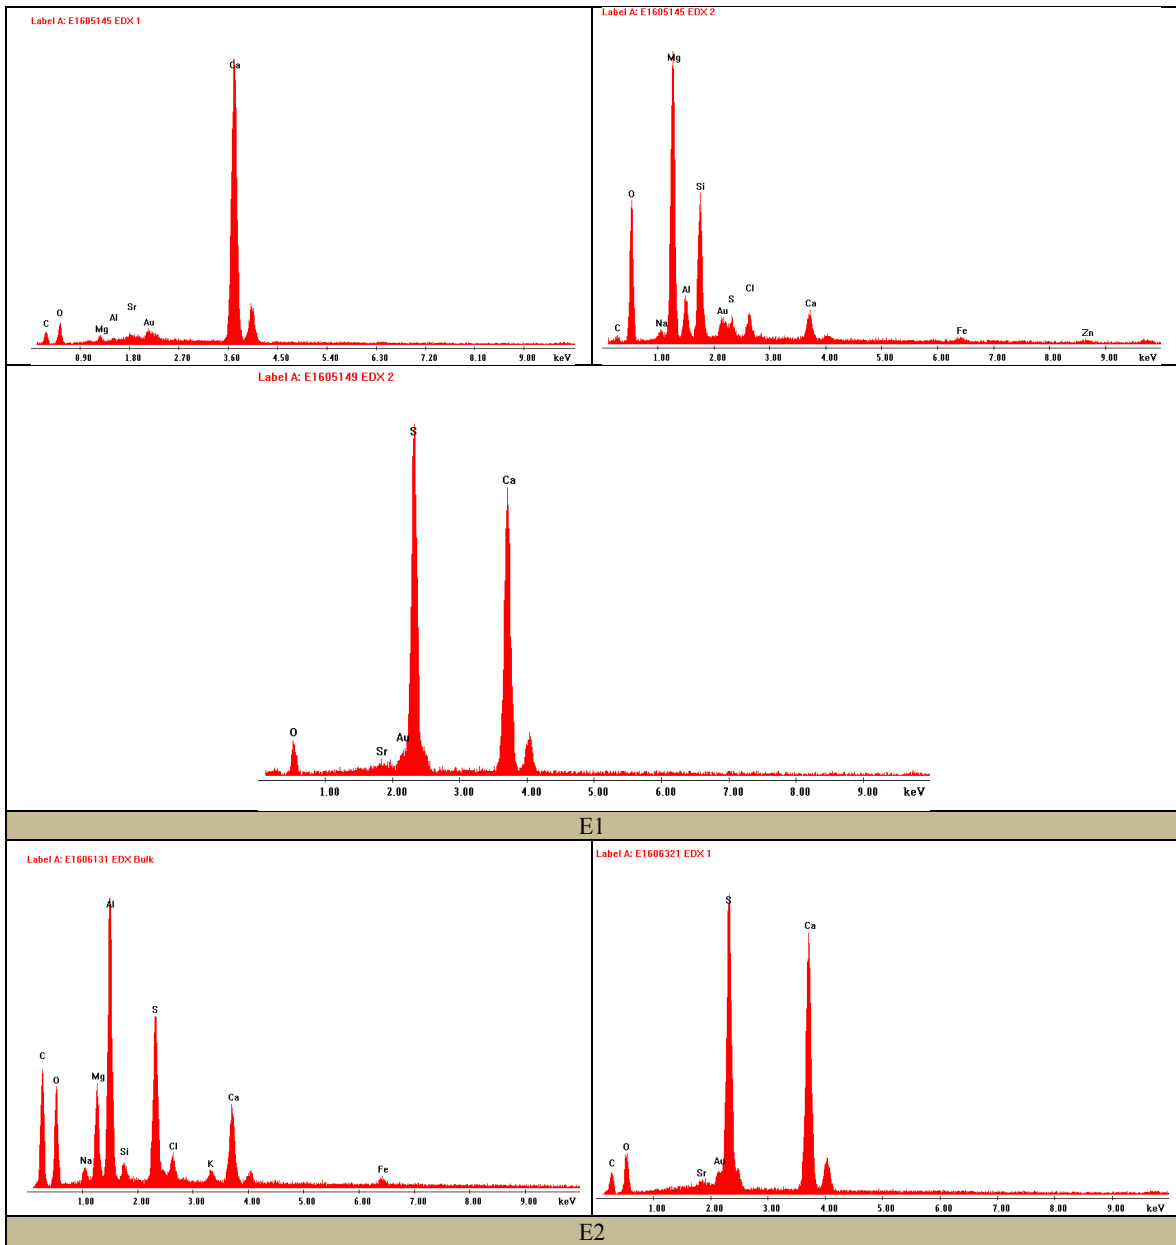 Label A: E1605145 EDX 1
Ca
C
O
Mg
Al
Sr
Au
0.90 1.80 2.70 3.60 4.50 5.40 6.30 7.20 8.10 9.00 keV
Label A: E1605145 EDX 2
Mg
O
Si
C
Na
Al
Au
S
Cl
Ca
Fe
Zn
1.00 2.00 3.00 4.00 5.00 6.00 7.00 8.00 9.00 keV
Label A: E1605149 EDX 2
S
Ca
O
Sr
Au
1.00 2.00 3.00 4.00 5.00 6.00 7.00 8.00 9.00 keV
E1
Label A: E1606131 EDX Bulk
Al
S
C
O
Mg
Ca
Na
Si
Cl
K
Fe
1.00 2.00 3.00 4.00 5.00 6.00 7.00 8.00 9.00 keV
Label A: E1606321 EDX 1
S
Ca
C
O
Sr
Au
1.00 2.00 3.00 4.00 5.00 6.00 7.00 8.00 9.00 keV
E2